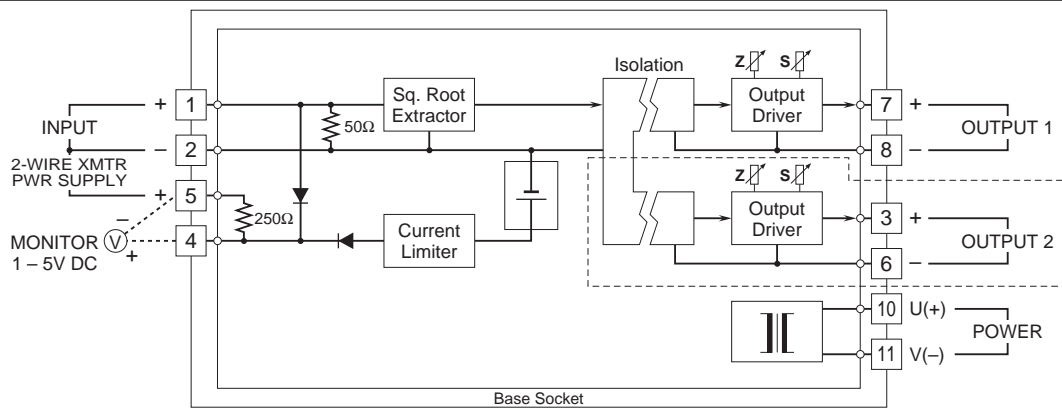 Isolation
Z S
+ 1
Sq. Root
Extractor
Output
Driver
7 +
INPUT
50Ω
OUTPUT 1
– 2
8 –
2-WIRE XMTR
PWR SUPPLY
+ 5
Z S
–
250Ω
Output
Driver
3 +
MONITOR V
+
4
Current
Limiter
OUTPUT 2
1 – 5V DC
6 –
10 U(+)
POWER
11 V(–)
Base Socket